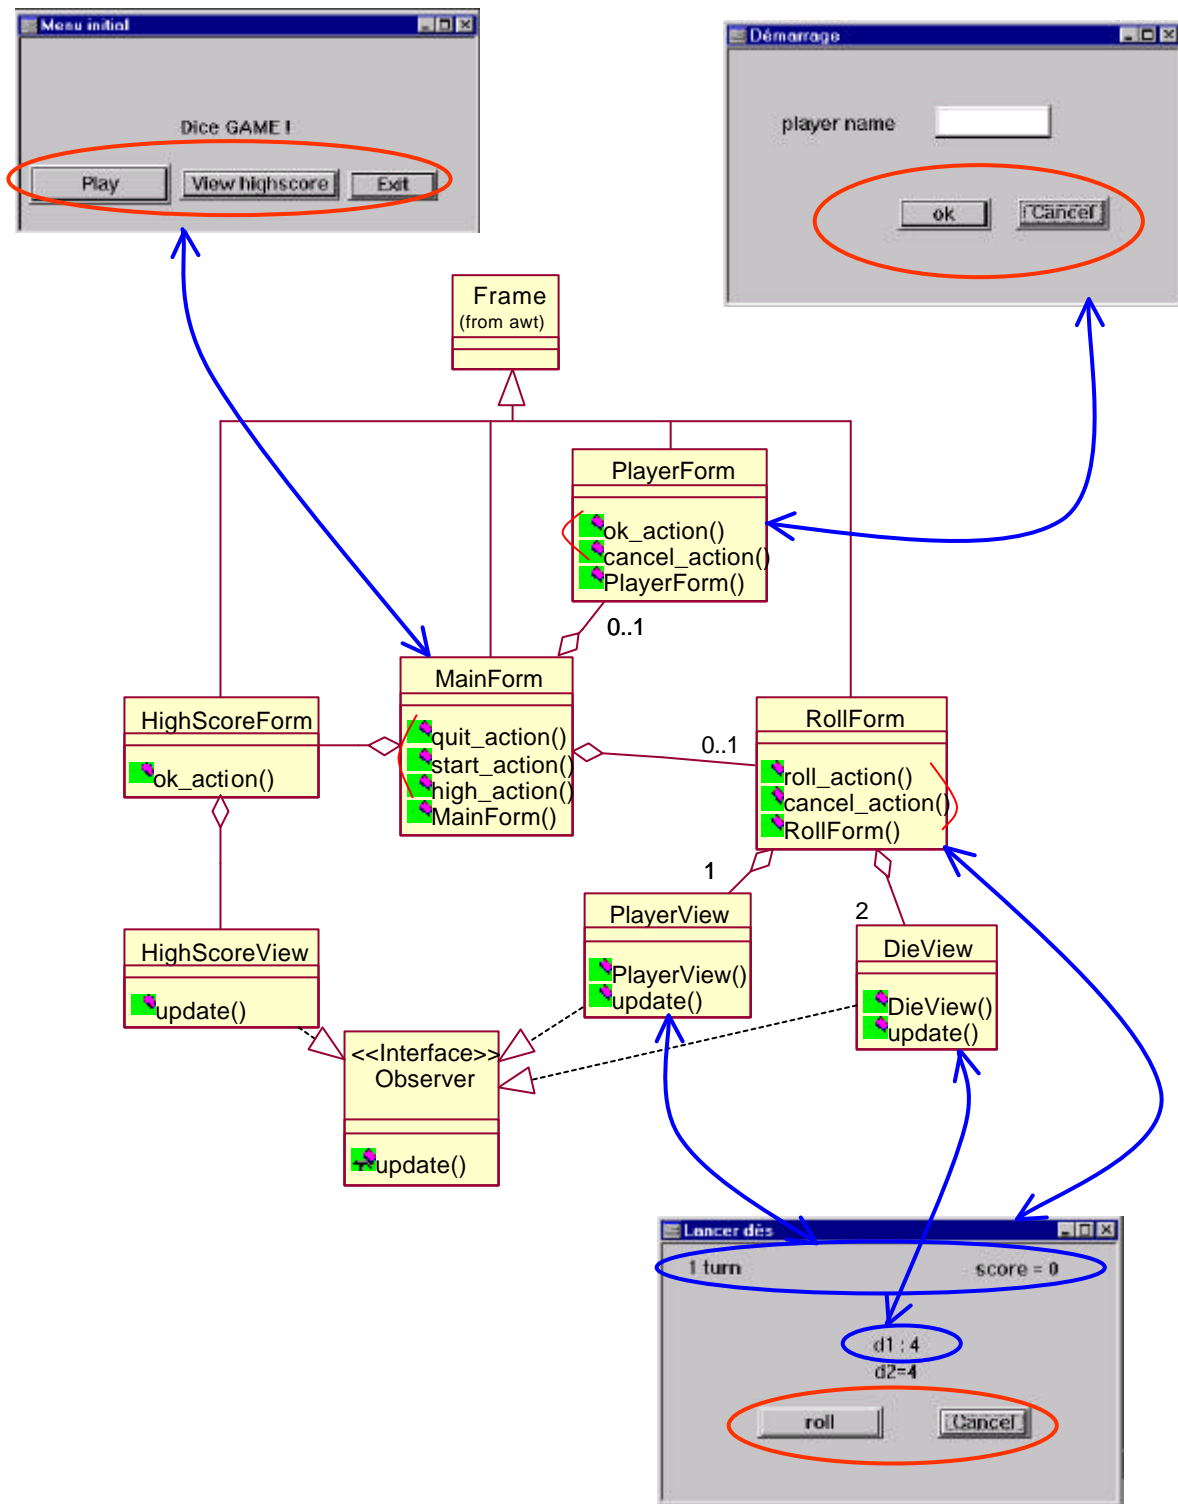 Menu initial
Dice GAME !
Play
View highscore
Exit
Démarrage
player name
ok
Cancel
Frame
(from awt)
PlayerForm
ok_action()
cancel_action()
PlayerForm()
0..1
MainForm
quit_action()
start_action()
high_action()
MainForm()
HighScoreForm
ok_action()
0..1
RollForm
roll_action()
cancel_action()
RollForm()
1
2
PlayerView
PlayerView()
update()
DieView
DieView()
update()
HighScoreView
update()
<<Interface>>
Observer
update()
Lancer dès
1 turn
score = 0
d1 : 4
d2=4
roll
Cancel